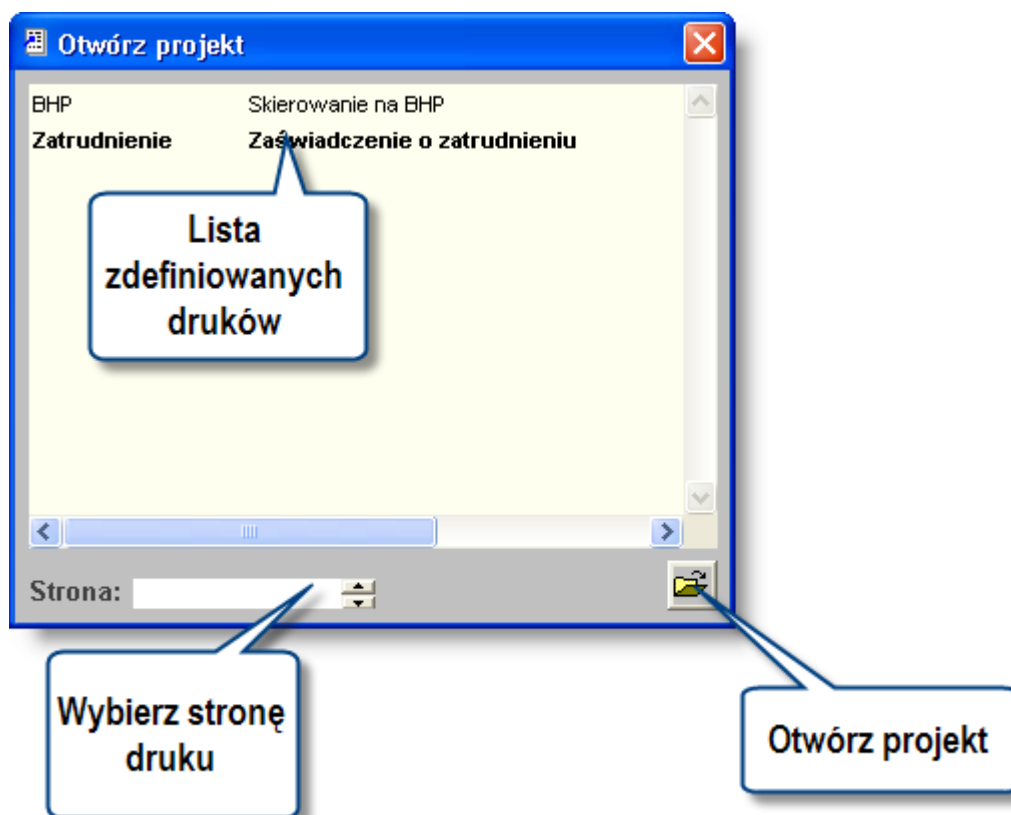 Otwórz projekt
BHP Skierowanie na BHP
Zatrudnienie Zaświadczenie o zatrudnieniu
Lista
zdefiniowanych
druków
Strona:
Wybierz stronę
druku
Otwórz projekt